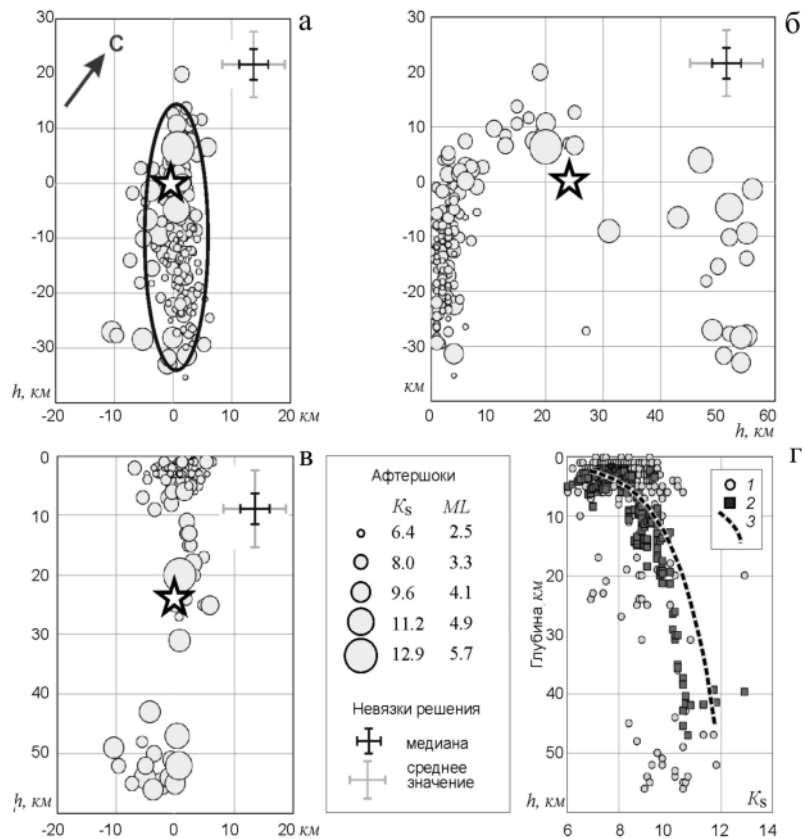 а
30
20
10
0
-10
-20
-30
С
h, км
-20
-10
0
10
20
км
б
30
20
10
0
-10
-20
-30
км
0
10
20
30
40
50
60
h, км
в
0
10
20
30
40
50
h, км
-20
-10
0
10
20
Афтершоки
Ks ML
6.4 2.5
8.0 3.3
9.6 4.1
11.2 4.9
12.9 5.7
Невязки решения
медиана
среднее
значение
г
0
10
20
30
40
50
Глубина км
1
2
3
h, км
6
8
10
12
14
Ks